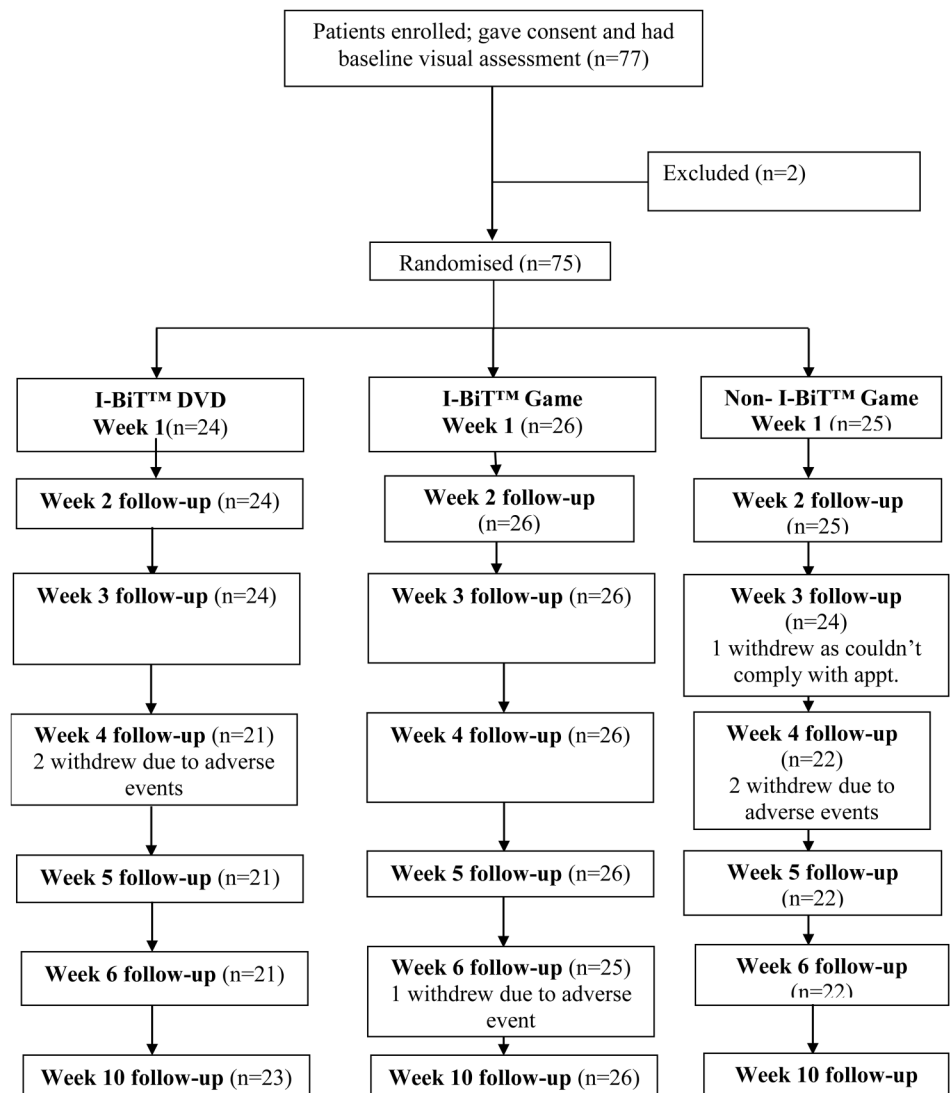 Patients enrolled; gave consent and had
baseline visual assessment (n=77)
Excluded (n=2)
Randomised (n=75)
I-BiT™ DVD
Week 1(n=24)
I-BiT™ Game
Week 1 (n=26)
Non- I-BiT™ Game
Week 1 (n=25)
Week 2 follow-up (n=24)
Week 2 follow-up
(n=26)
Week 2 follow-up
(n=25)
Week 3 follow-up (n=24)
Week 3 follow-up (n=26)
Week 3 follow-up
(n=24)
1 withdrew as couldn’t
comply with appt.
Week 4 follow-up (n=21)
2 withdrew due to adverse
events
Week 4 follow-up (n=26)
Week 4 follow-up
(n=22)
2 withdrew due to
adverse events
Week 5 follow-up (n=21)
Week 5 follow-up (n=26)
Week 5 follow-up
(n=22)
Week 6 follow-up (n=21)
Week 6 follow-up (n=25)
1 withdrew due to adverse
event
Week 6 follow-up
(n=22)
Week 10 follow-up (n=23)
Week 10 follow-up (n=26)
Week 10 follow-up